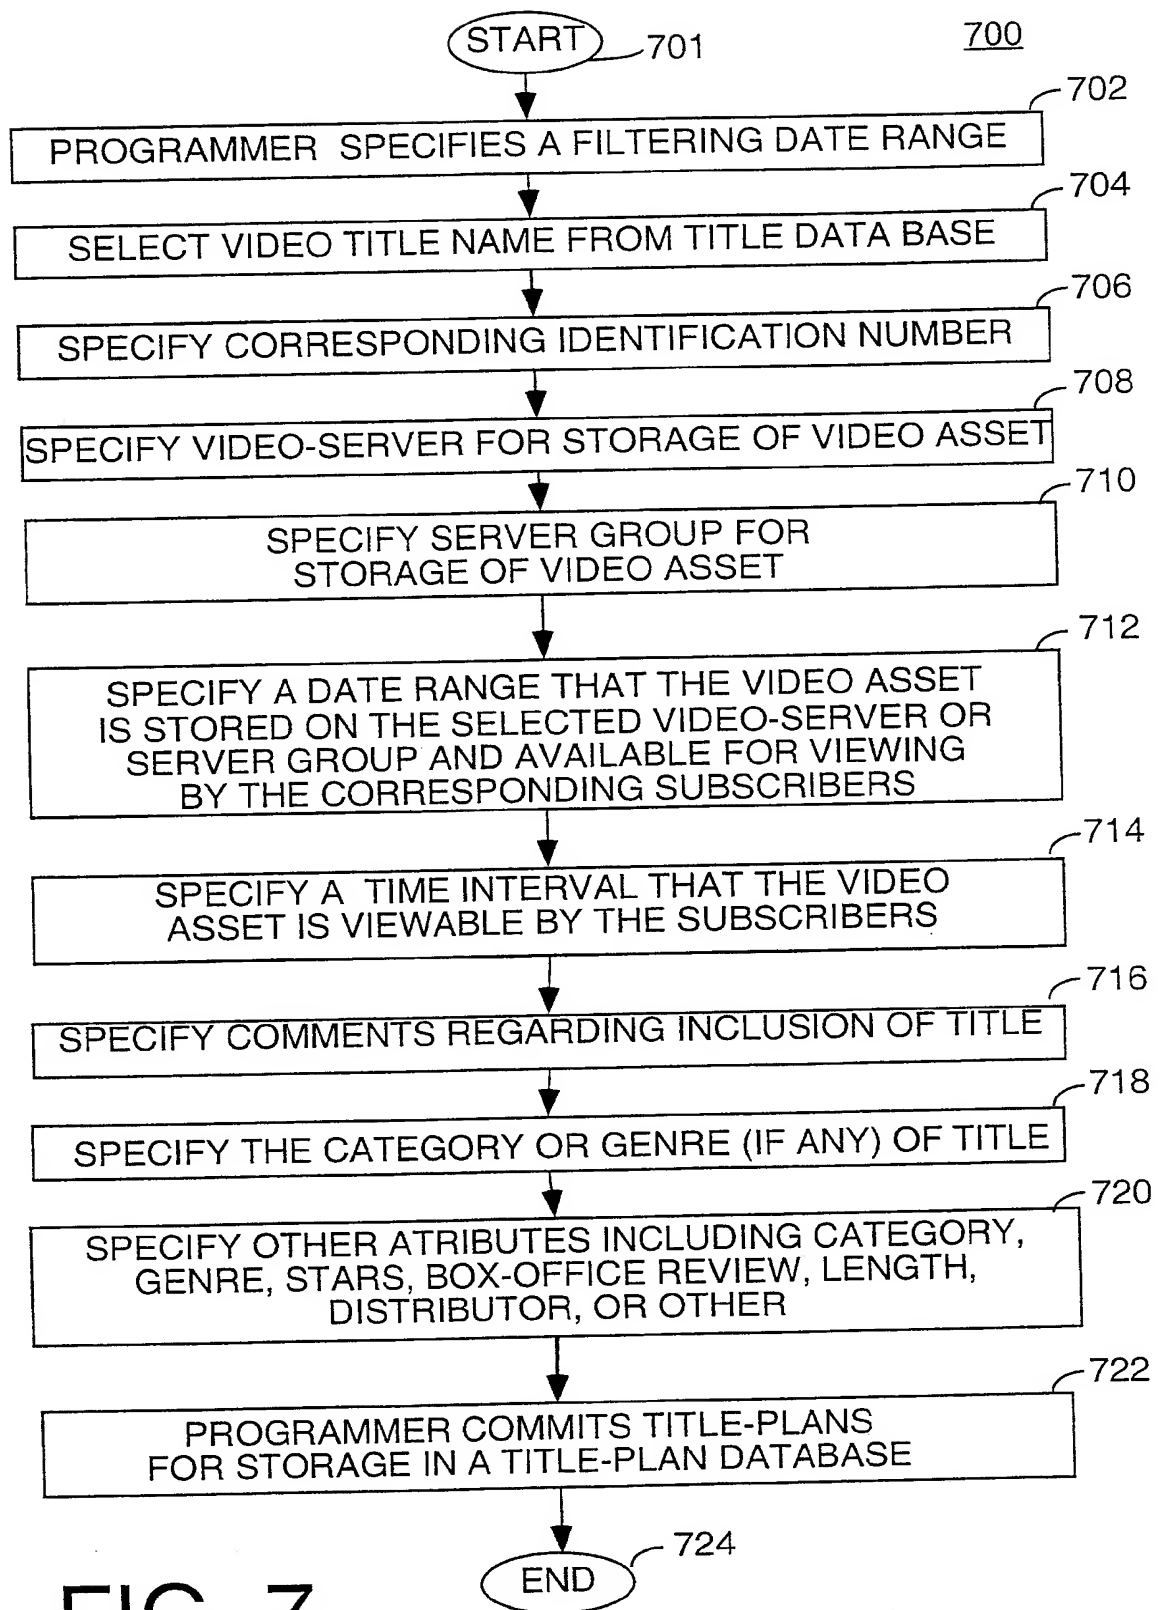 START
701
700
702
PROGRAMMER SPECIFIES A FILTERING DATE RANGE
704
SELECT VIDEO TITLE NAME FROM TITLE DATA BASE
706
SPECIFY CORRESPONDING IDENTIFICATION NUMBER
708
SPECIFY VIDEO-SERVER FOR STORAGE OF VIDEO ASSET
710
SPECIFY SERVER GROUP FOR
STORAGE OF VIDEO ASSET
712
SPECIFY A DATE RANGE THAT THE VIDEO ASSET
IS STORED ON THE SELECTED VIDEO-SERVER OR
SERVER GROUP AND AVAILABLE FOR VIEWING
BY THE CORRESPONDING SUBSCRIBERS
714
SPECIFY A TIME INTERVAL THAT THE VIDEO
ASSET IS VIEWABLE BY THE SUBSCRIBERS
716
SPECIFY COMMENTS REGARDING INCLUSION OF TITLE
718
SPECIFY THE CATEGORY OR GENRE (IF ANY) OF TITLE
720
SPECIFY OTHER ATRIBUTES INCLUDING CATEGORY,
GENRE, STARS, BOX-OFFICE REVIEW, LENGTH,
DISTRIBUTOR, OR OTHER
722
PROGRAMMER COMMITS TITLE-PLANS
FOR STORAGE IN A TITLE-PLAN DATABASE
724
END
FIG. 7